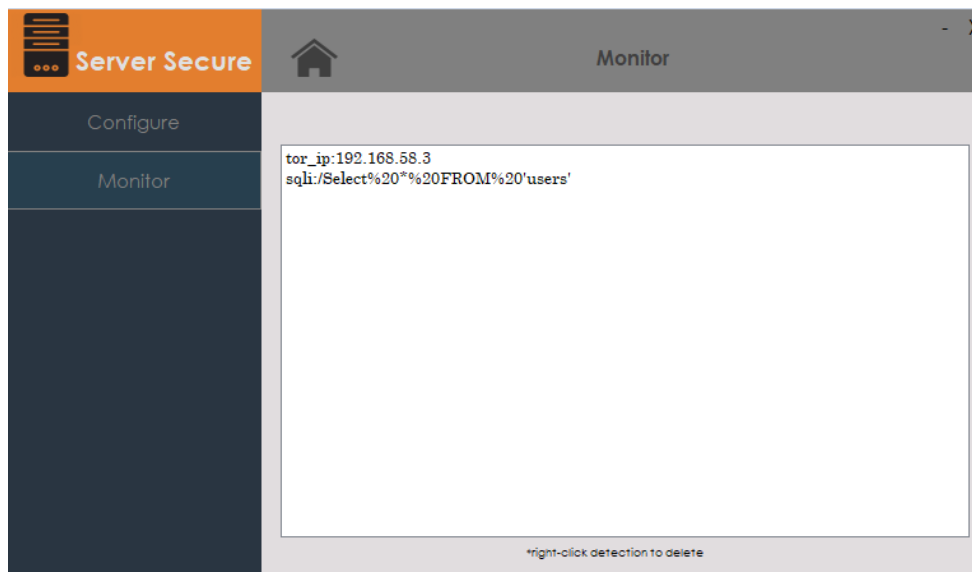 Server Secure
Monitor
- X
Configure
Monitor
tor_ip:192.168.58.3
sqli:/Select%20*%20FROM%20'users'
*right-click detection to delete